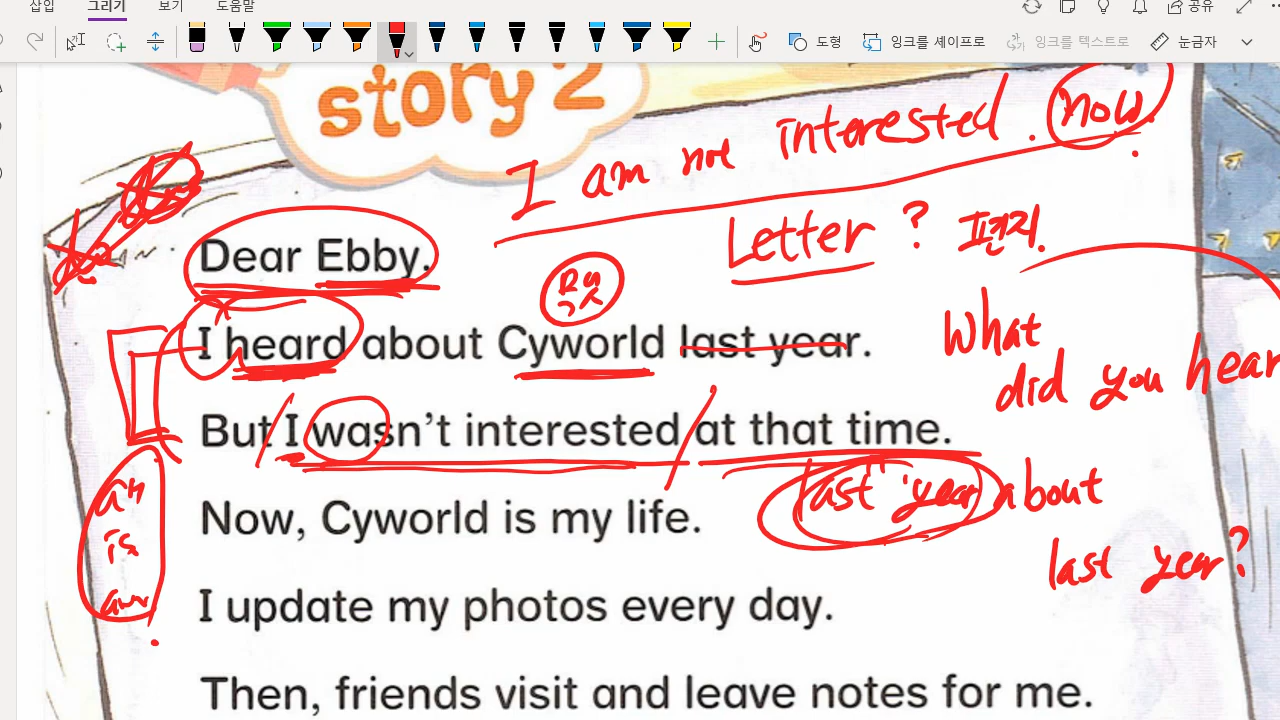 삽입 그리기 보기 도움말 공유
도형 잉크를 셰이프로 잉크를 텍스트로 눈금자
story 2
I am not interested. now.
Letter? 편지.
Dear Ebby.
I heard about Cyworld last year.
What
did you hear
But I wasn't interested at that time.
last year about
an
is
Now, Cyworld is my life.
last year?
I update my photos every day.
Then, friends visit and leave notes for me.